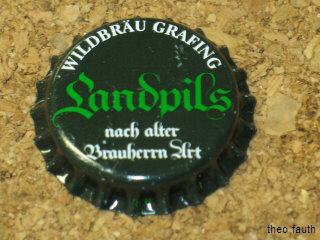 WILDBRÄU GRAFING
Landpils
nach alter
Brauherrn Art
theo fauth